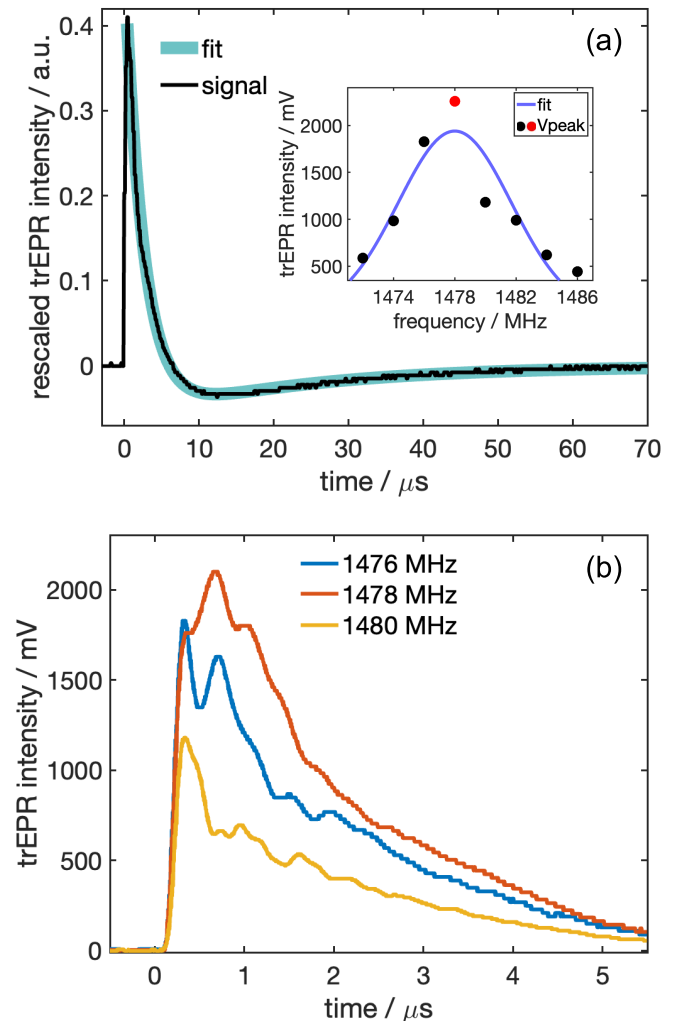 (a)
fit
signal
rescaled trEPR intensity / a.u.
0.4
0.3
0.2
0.1
0
0 10 20 30 40 50 60 70
time / μs
fit
Vpeak
trEPR intensity / mV
2000
1500
1000
500
1474 1478 1482 1486
frequency / MHz
(b)
1476 MHz
1478 MHz
1480 MHz
trEPR intensity / mV
2000
1500
1000
500
0
0 1 2 3 4 5
time / μs